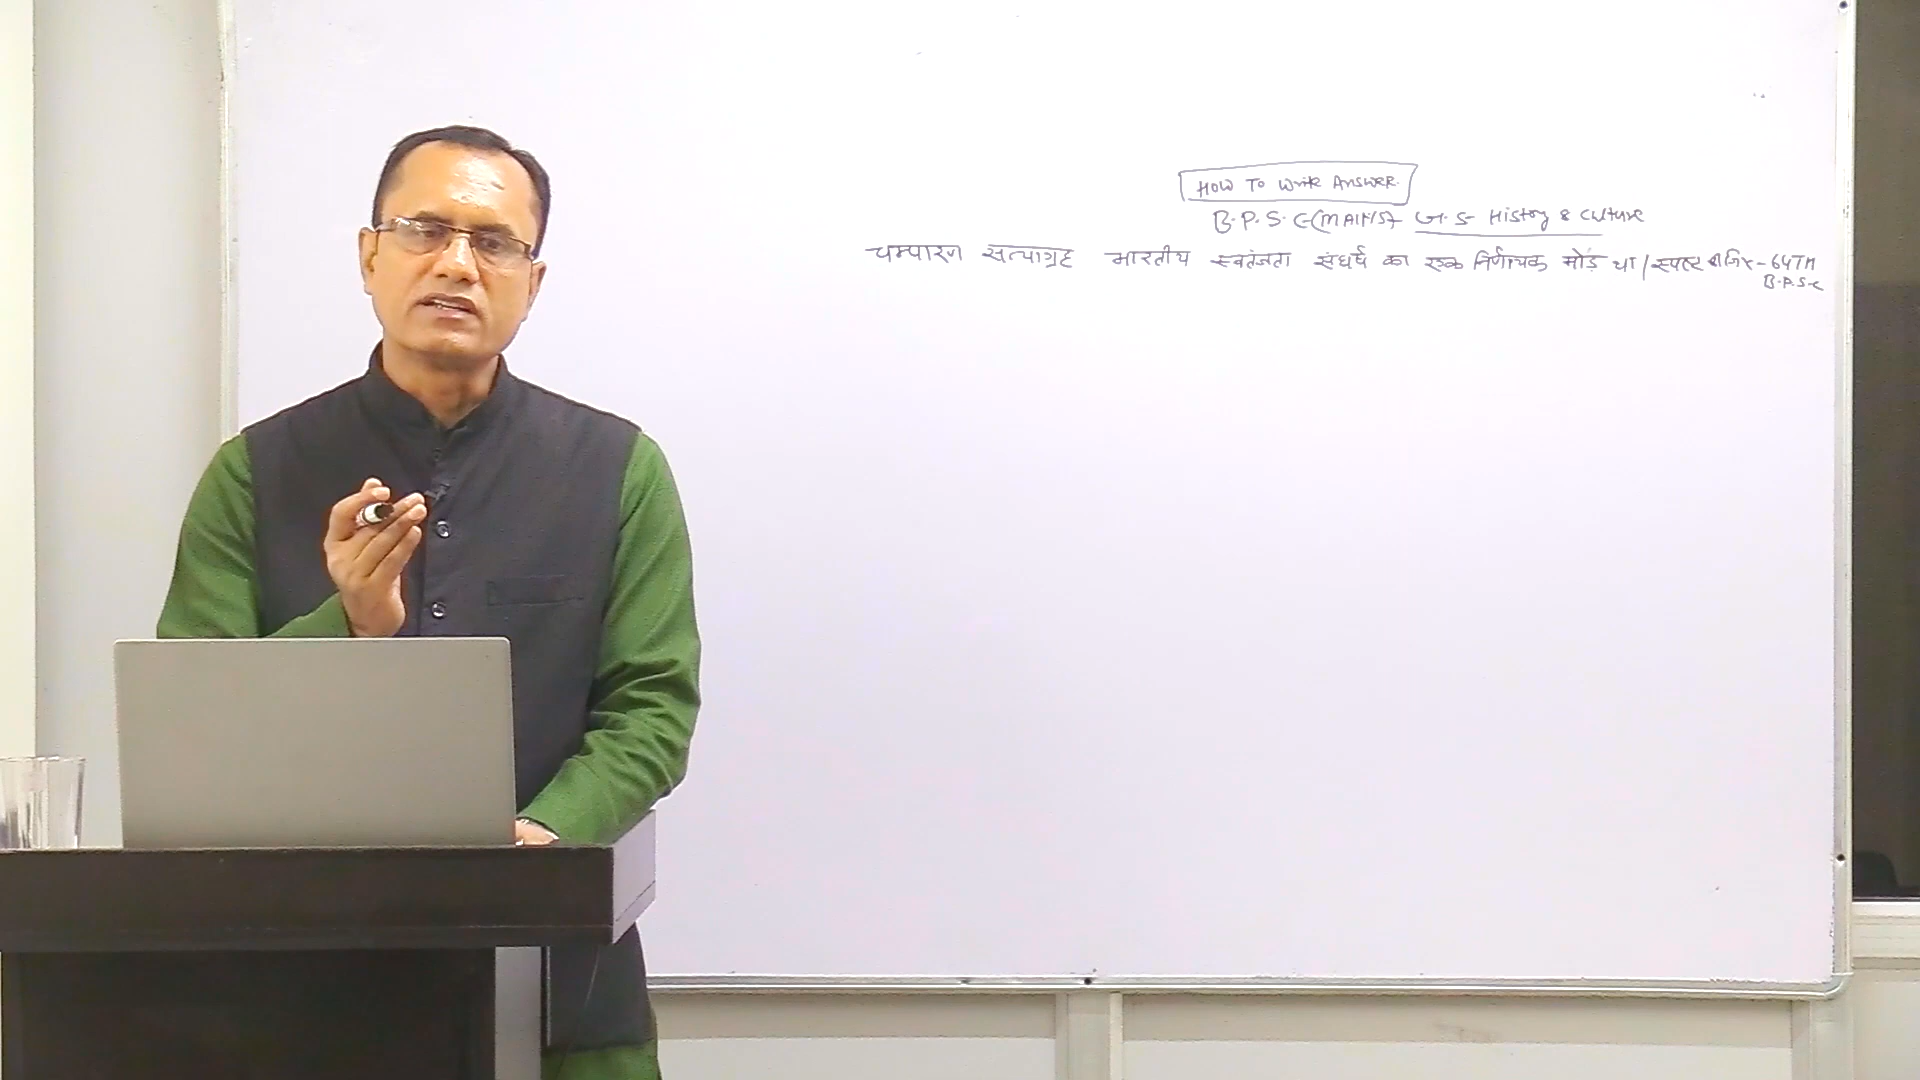 HOW TO Write ANSWER.
B.P.S.C-(MAINS)- G.S- History & Culture
चम्पारण सत्याग्रह भारतीय स्वतंत्रता संघर्ष का एक निर्णायक मोड़ था / स्पष्ट कीजिए - 64TH
B.P.S.C